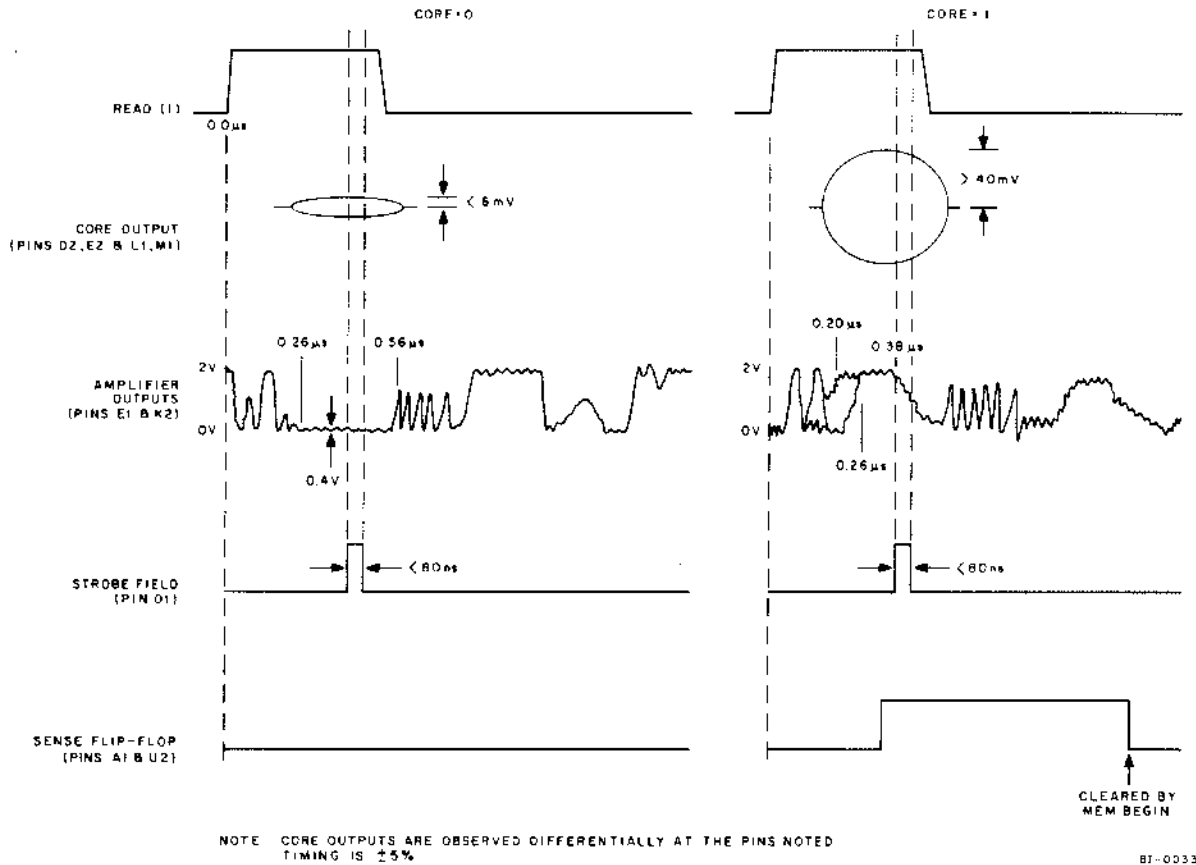 CORE=0
CORE=1
READ (1)
0.0µs
CORE OUTPUT
(PINS D2,E2 & L1,M1)
< 6mV
> 40mV
AMPLIFIER
OUTPUTS
(PINS E1 & K2)
2V
0V
0.26µs
0.56µs
0.4V
2V
0V
0.20µs
0.38µs
0.26µs
STROBE FIELD
(PIN D1)
<80ns
<80ns
SENSE FLIP-FLOP
(PINS A1 & U2)
CLEARED BY
MEM BEGIN
NOTE CORE OUTPUTS ARE OBSERVED DIFFERENTIALLY AT THE PINS NOTED
TIMING IS ±5%
BI-0033